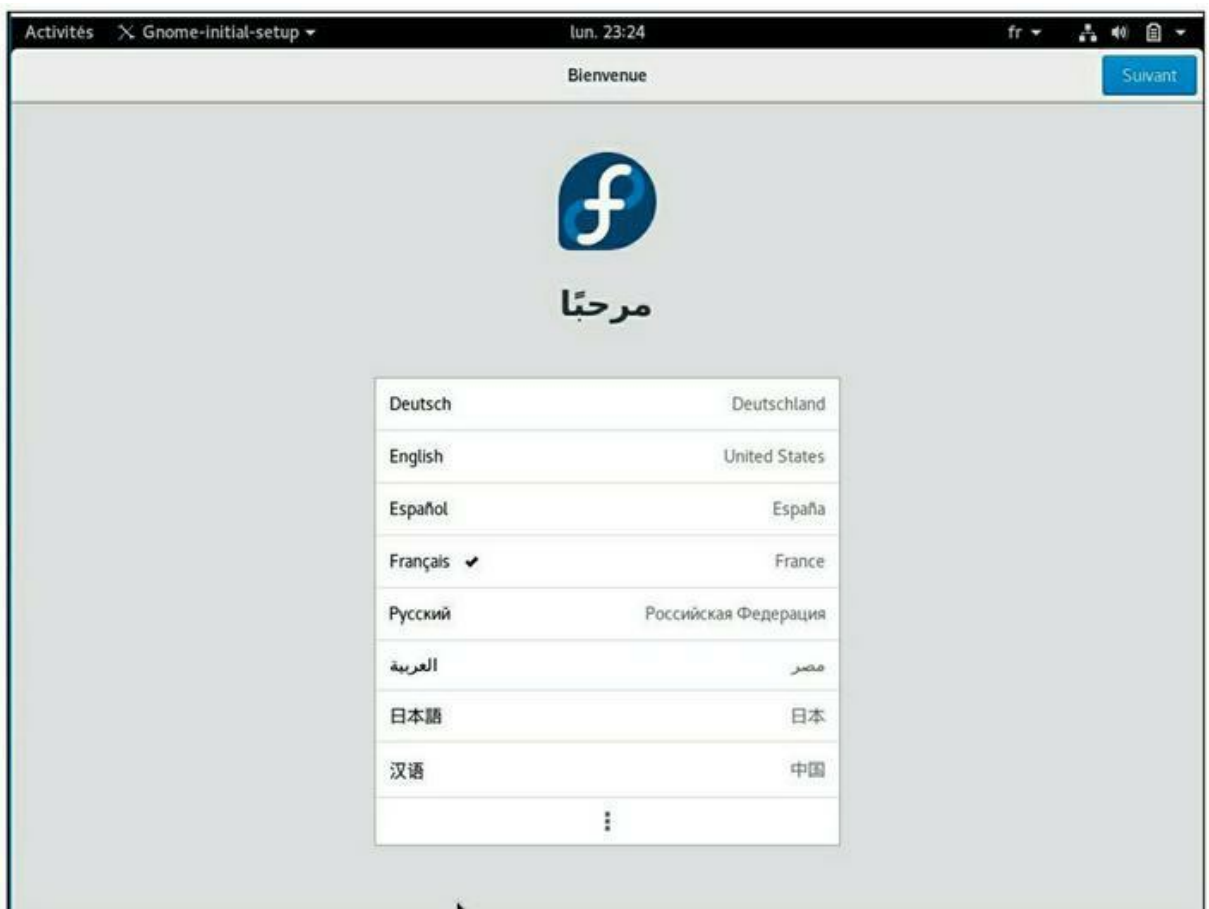 Activités Gnome-initial-setup lun. 23:24 fr
Bienvenue Suivant
مرحبًا
Deutsch Deutschland
English United States
Español España
Français France
Русский Российская Федерация
العربية مصر
日本語 日本
汉语 中国